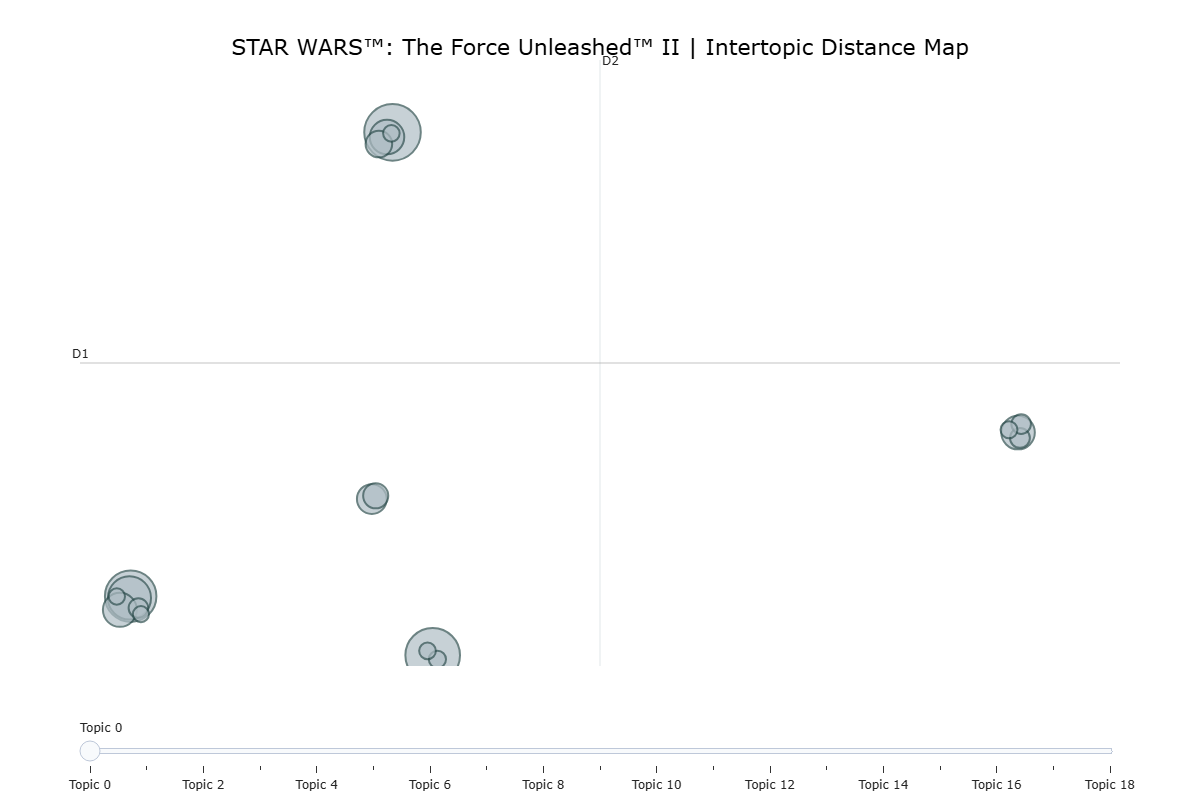 STAR WARS™: The Force Unleashed™ II | Intertopic Distance Map
D2
D1
Topic 0
Topic 0 Topic 2 Topic 4 Topic 6 Topic 8 Topic 10 Topic 12 Topic 14 Topic 16 Topic 18